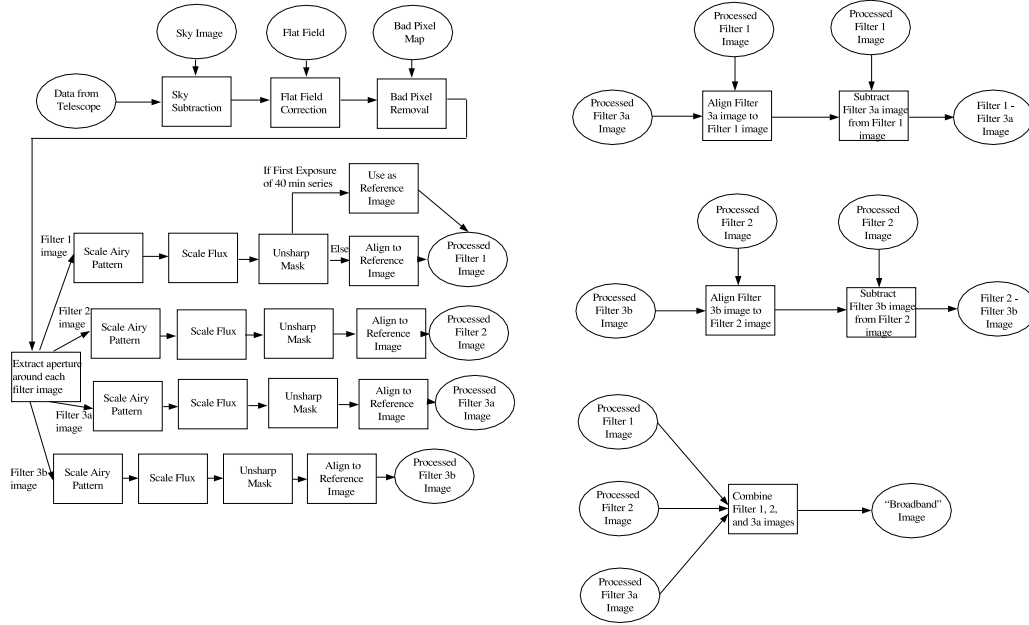 Sky Image
Flat Field
Bad Pixel
Map
Data from
Telescope
Sky
Subtraction
Flat Field
Correction
Bad Pixel
Removal
If First Exposure
of 40 min series
Use as
Reference
Image
Filter 1
image
Scale Airy
Pattern
Scale Flux
Unsharp
Mask
Else
Align to
Reference
Image
Processed
Filter 1
Image
Filter 2
image
Scale Airy
Pattern
Scale Flux
Unsharp
Mask
Align to
Reference
Image
Processed
Filter 2
Image
Extract aperture
around each
filter image
Filter 3a
image
Scale Airy
Pattern
Scale Flux
Unsharp
Mask
Align to
Reference
Image
Processed
Filter 3a
Image
Filter 3b
image
Scale Airy
Pattern
Scale Flux
Unsharp
Mask
Align to
Reference
Image
Processed
Filter 3b
Image
Processed
Filter 1
Image
Processed
Filter 1
Image
Processed
Filter 3a
Image
Align Filter
3a image to
Filter 1 image
Subtract
Filter 3a image
from Filter 1
image
Filter 1 -
Filter 3a
Image
Processed
Filter 2
Image
Processed
Filter 2
Image
Processed
Filter 3b
Image
Align Filter
3b image to
Filter 2 image
Subtract
Filter 3b image
from Filter 2
image
Filter 2 -
Filter 3b
Image
Processed
Filter 1
Image
Processed
Filter 2
Image
Processed
Filter 3a
Image
Combine
Filter 1, 2,
and 3a images
“Broadband”
Image